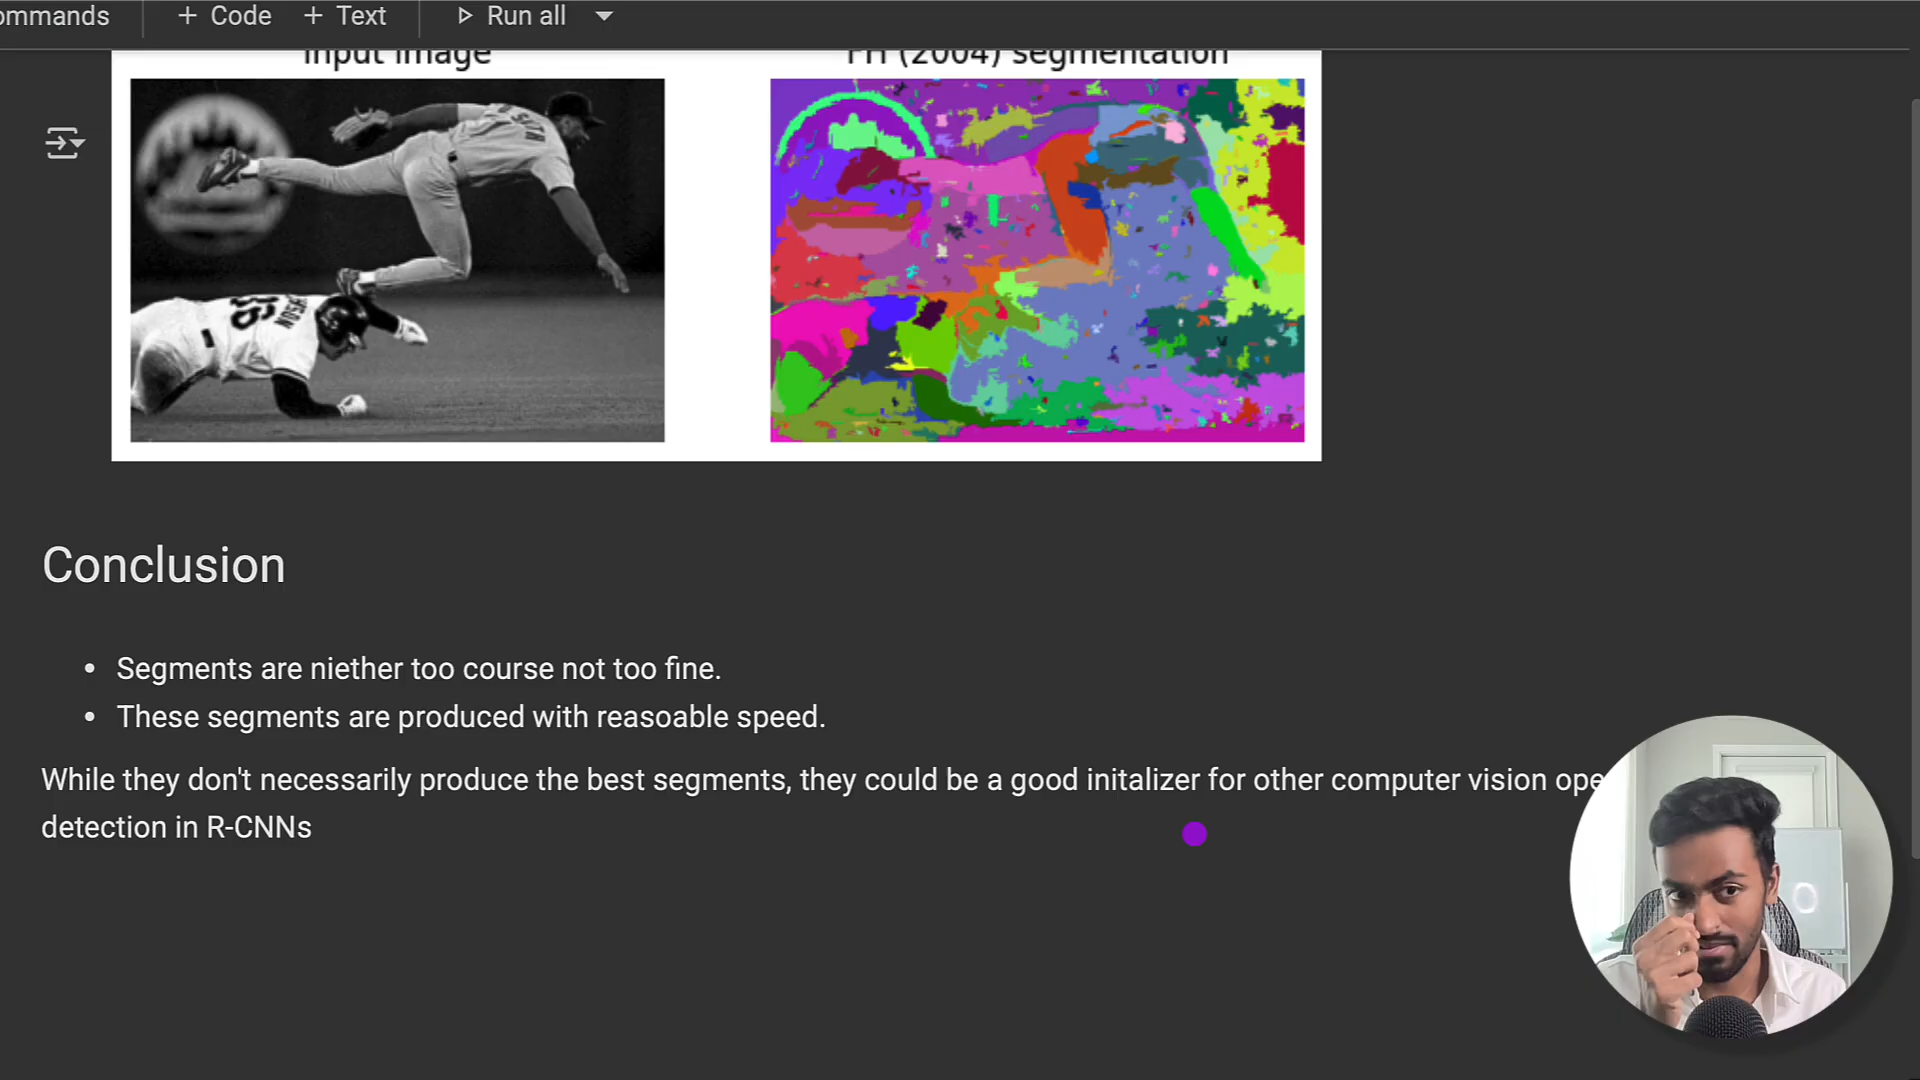 ommands
+ Code
+ Text
Run all
Input image
FH (2004) segmentation
Conclusion
• Segments are niether too course not too fine.
• These segments are produced with reasoable speed.
While they don't necessarily produce the best segments, they could be a good initalizer for other computer vision ope
detection in R-CNNs